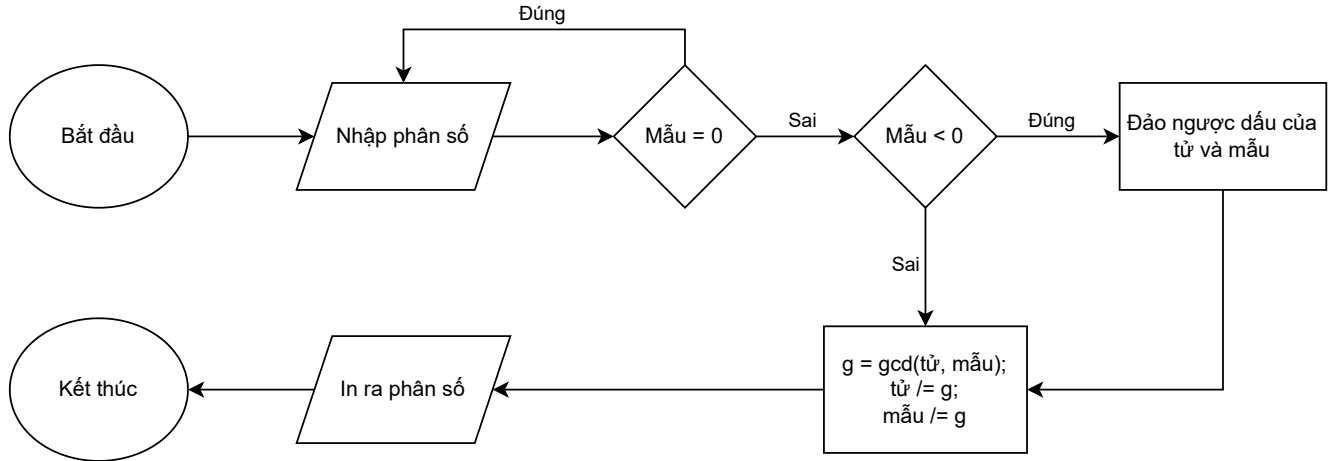 Đúng
Bắt đầu
Nhập phân số
Mẫu = 0
Sai
Mẫu < 0
Đúng
Đảo ngược dấu của
tử và mẫu
Sai
Kết thúc
In ra phân số
g = gcd(tử, mẫu);
tử /= g;
mẫu /= g